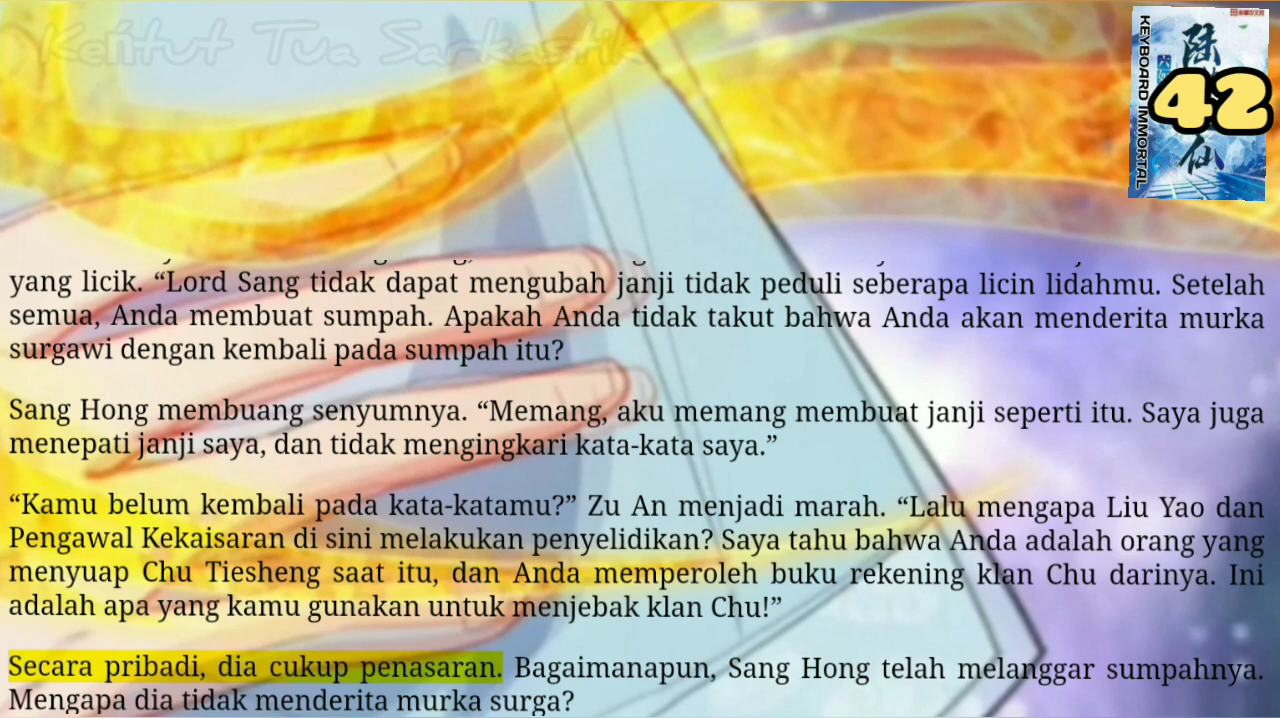 Kentut Tua Sarkastik
KEYBOARD IMMORTAL
42
yang licik. “Lord Sang tidak dapat mengubah janji tidak peduli seberapa licin lidahmu. Setelah
semua, Anda membuat sumpah. Apakah Anda tidak takut bahwa Anda akan menderita murka
surgawi dengan kembali pada sumpah itu?
Sang Hong membuang senyumnya. “Memang, aku memang membuat janji seperti itu. Saya juga
menepati janji saya, dan tidak mengingkari kata-kata saya.”
“Kamu belum kembali pada kata-katamu?” Zu An menjadi marah. “Lalu mengapa Liu Yao dan
Pengawal Kekaisaran di sini melakukan penyelidikan? Saya tahu bahwa Anda adalah orang yang
menyuap Chu Tiesheng saat itu, dan Anda memperoleh buku rekening klan Chu darinya. Ini
adalah apa yang kamu gunakan untuk menjebak klan Chu!”
Secara pribadi, dia cukup penasaran. Bagaimanapun, Sang Hong telah melanggar sumpahnya.
Mengapa dia tidak menderita murka surga?